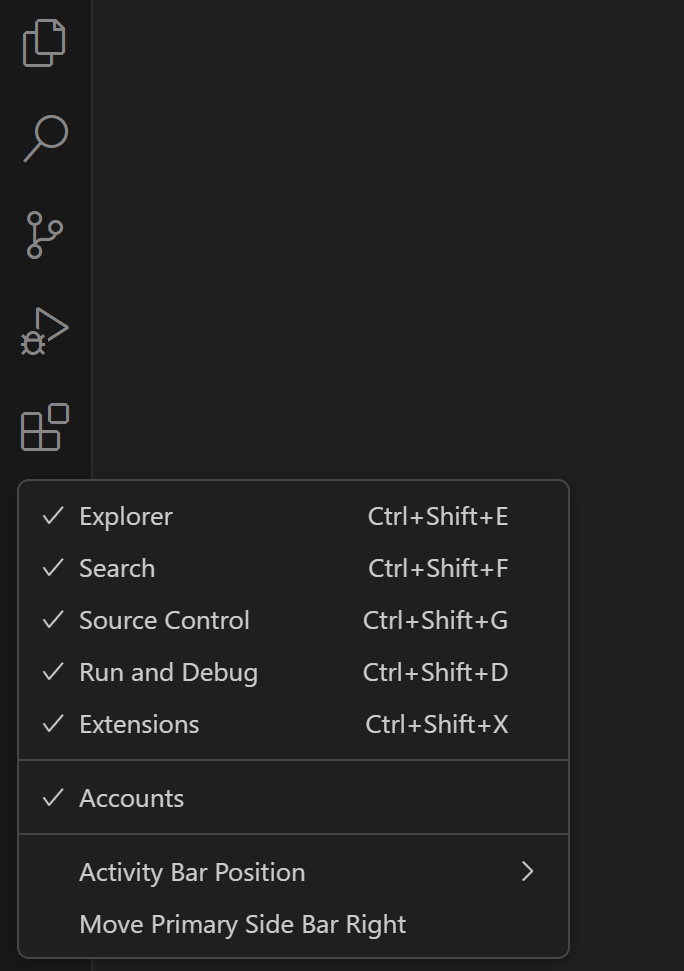 Explorer Ctrl+Shift+E
Search Ctrl+Shift+F
Source Control Ctrl+Shift+G
Run and Debug Ctrl+Shift+D
Extensions Ctrl+Shift+X
Accounts
Activity Bar Position
Move Primary Side Bar Right